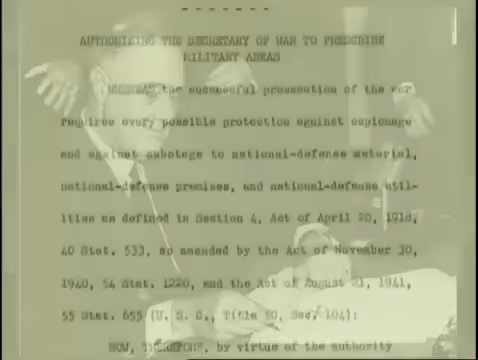 AUTHORIZING THE SECRETARY OF WAR TO PRESCRIBE
MILITARY AREAS
WHEREAS the successful prosecution of the war
requires every possible protection against espionage
and against sabotage to national-defense material,
national-defense premises, and national-defense util-
ities as defined in Section 4, Act of April 20, 1918,
40 Stat. 533, as amended by the Act of November 30,
1940, 54 Stat. 1220, and the Act of August 21, 1941,
55 Stat. 655 (U. S. C., Title 50, Sec. 104):
NOW, THEREFORE, by virtue of the authority